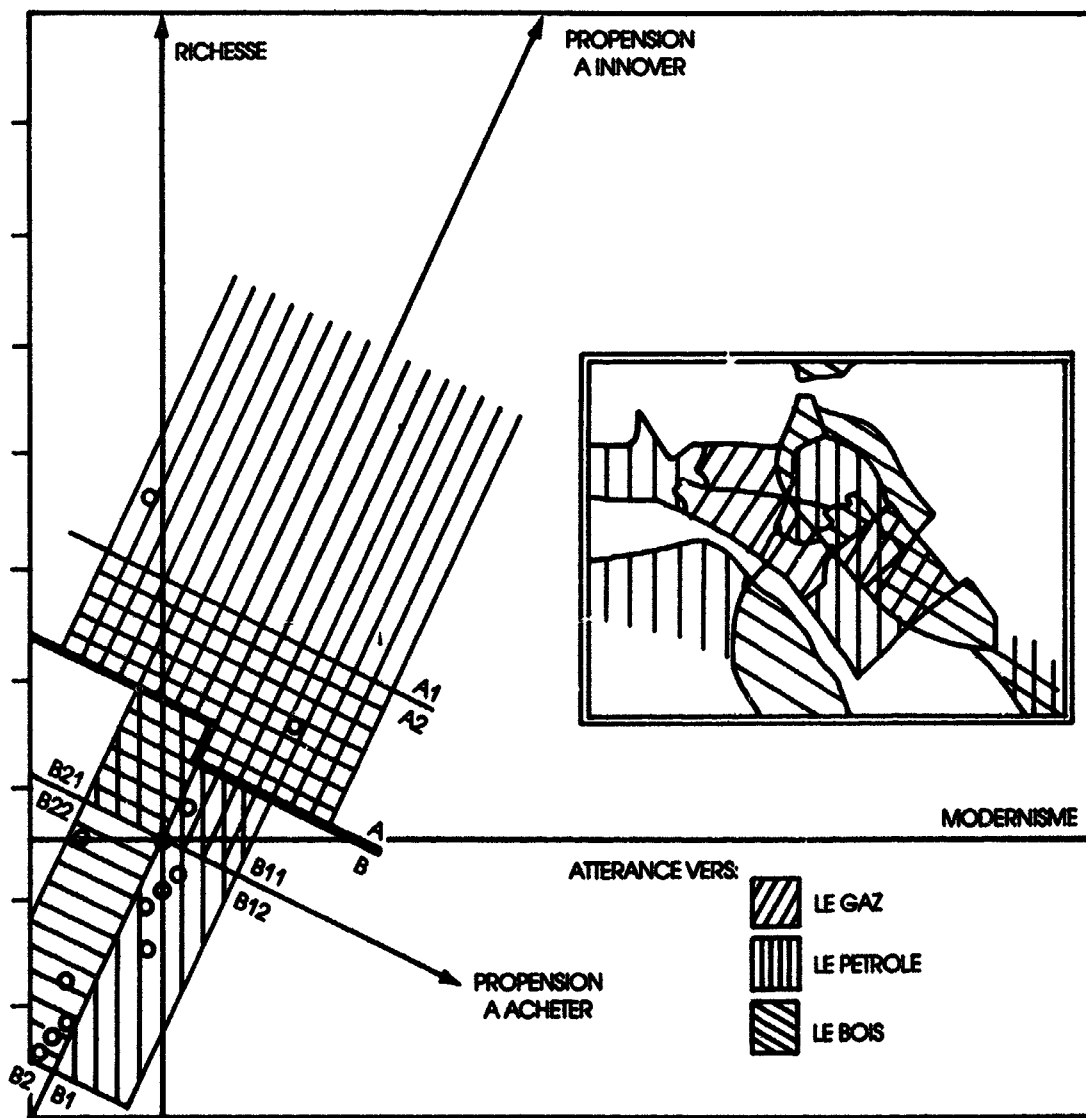 RICHESSE
PROPENSION
A INNOVER
A1
A2
B21
B22
A
B
MODERNISME
B11
B12
ATTERANCE VERS:
LE GAZ
LE PETROLE
LE BOIS
PROPENSION
A ACHETER
B2
B1